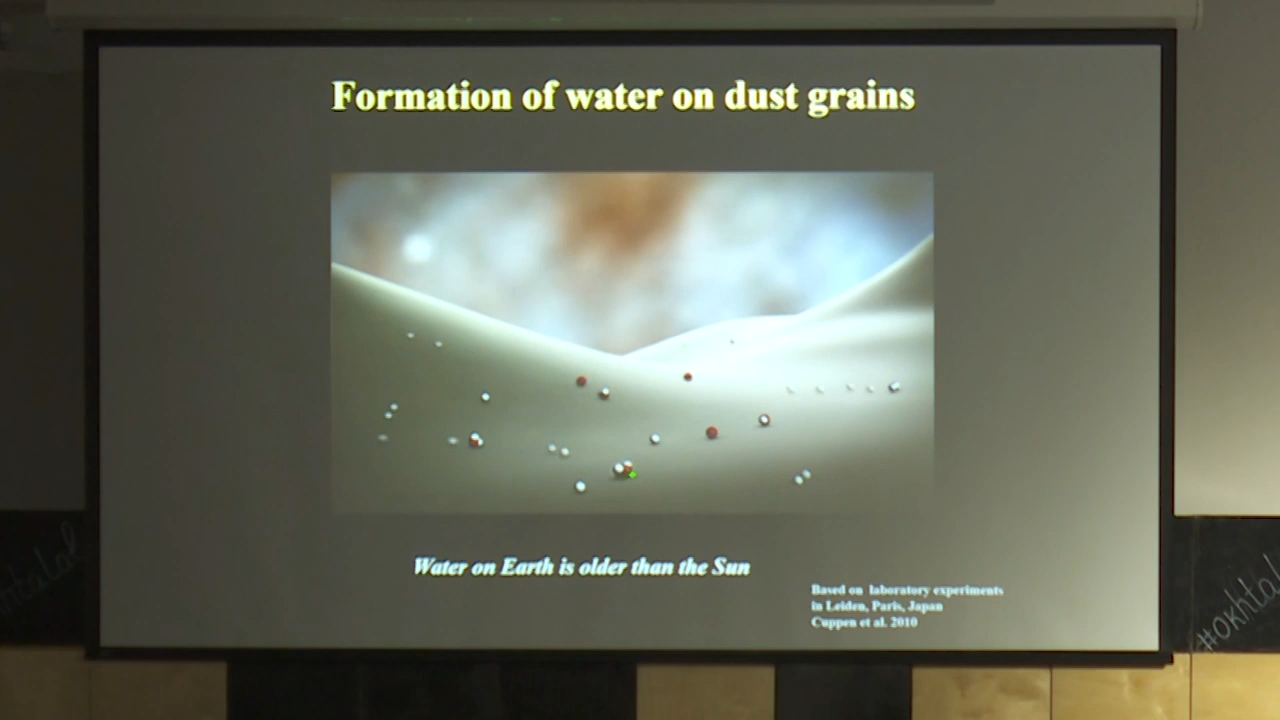 Formation of water on dust grains
Water on Earth is older than the Sun
Based on laboratory experiments
in Leiden, Paris, Japan
Cuppen et al. 2010
#okhtal